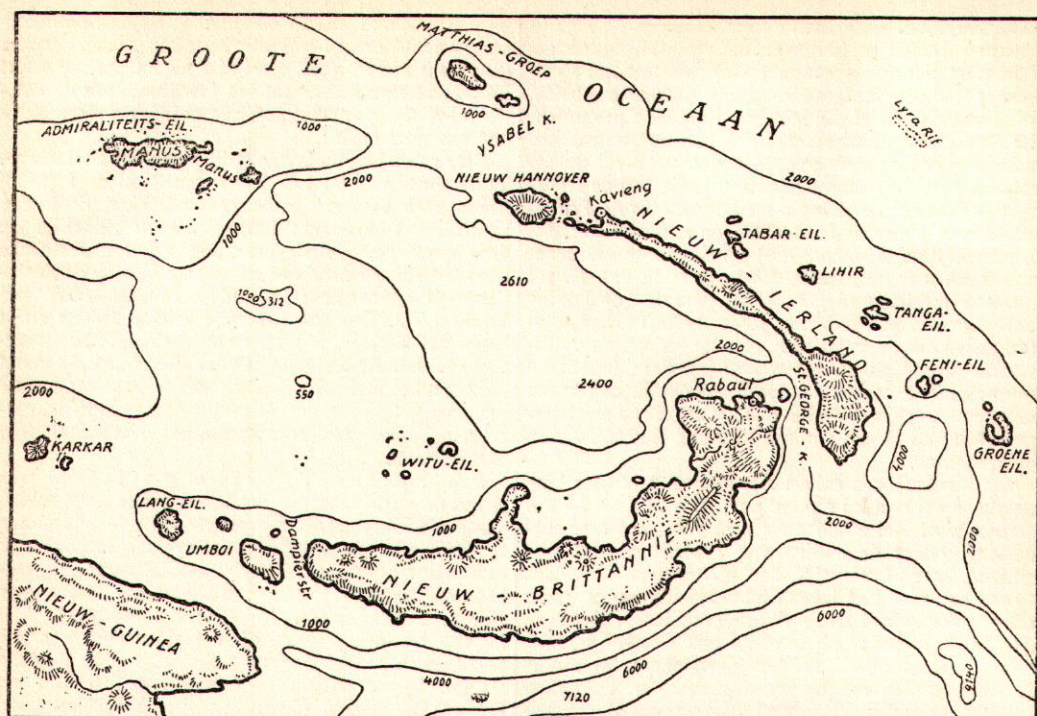 GROOTE OCEAAN
MATTHIAS-GROEP
1000
YSABEL K.
Lyra Rif
ADMIRALITEITS-EIL.
MANUS
Manus
1000
2000
1000
2000
NIEUW HANNOVER
Kavieng
NIEUW-IERLAND
TABAR-EIL.
LIHIR
TANGA-EIL.
FENI-EIL
GROENE EIL.
2610
1000
312
2000
2400
550
2000
Rabaul
St. GEORGE-K.
4000
2000
2000
KARKAR
WITU-EIL.
LANG-EIL.
UMBOI
Dampier str
1000
NIEUW-BRITTANNIE
NIEUW-GUINEA
1000
4000
6000
6000
7120
9140